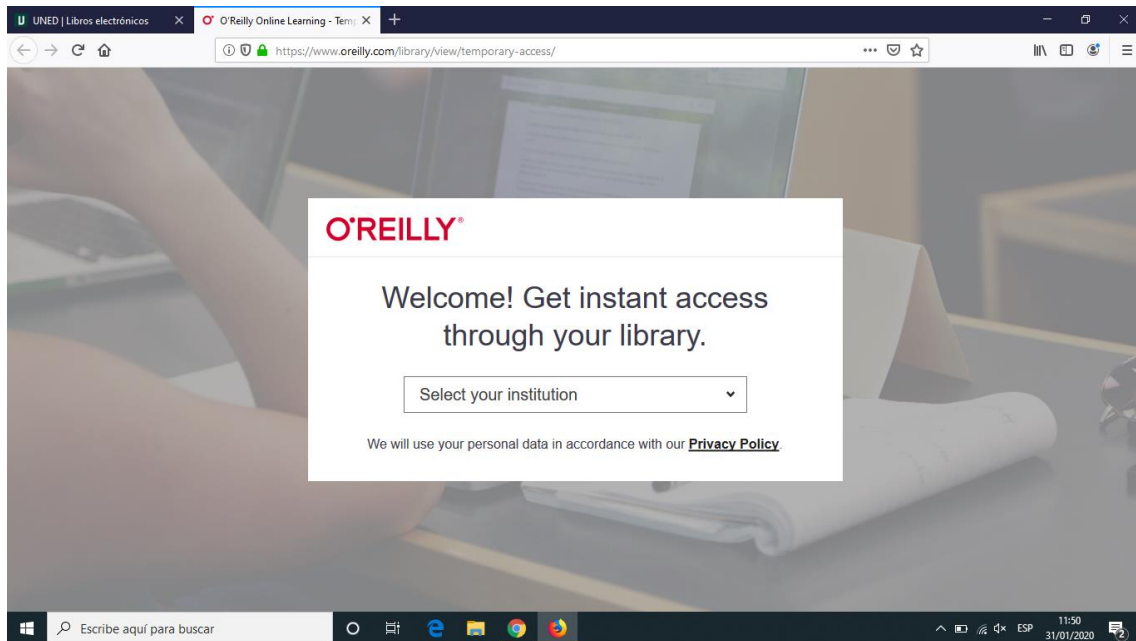 UNED | Libros electrónicos
O'Reilly Online Learning - Temp
https://www.oreilly.com/library/view/temporary-access/
O'REILLY®
Welcome! Get instant access
through your library.
Select your institution
We will use your personal data in accordance with our Privacy Policy.
Escribe aquí para buscar
ESP
11:50
31/01/2020
2